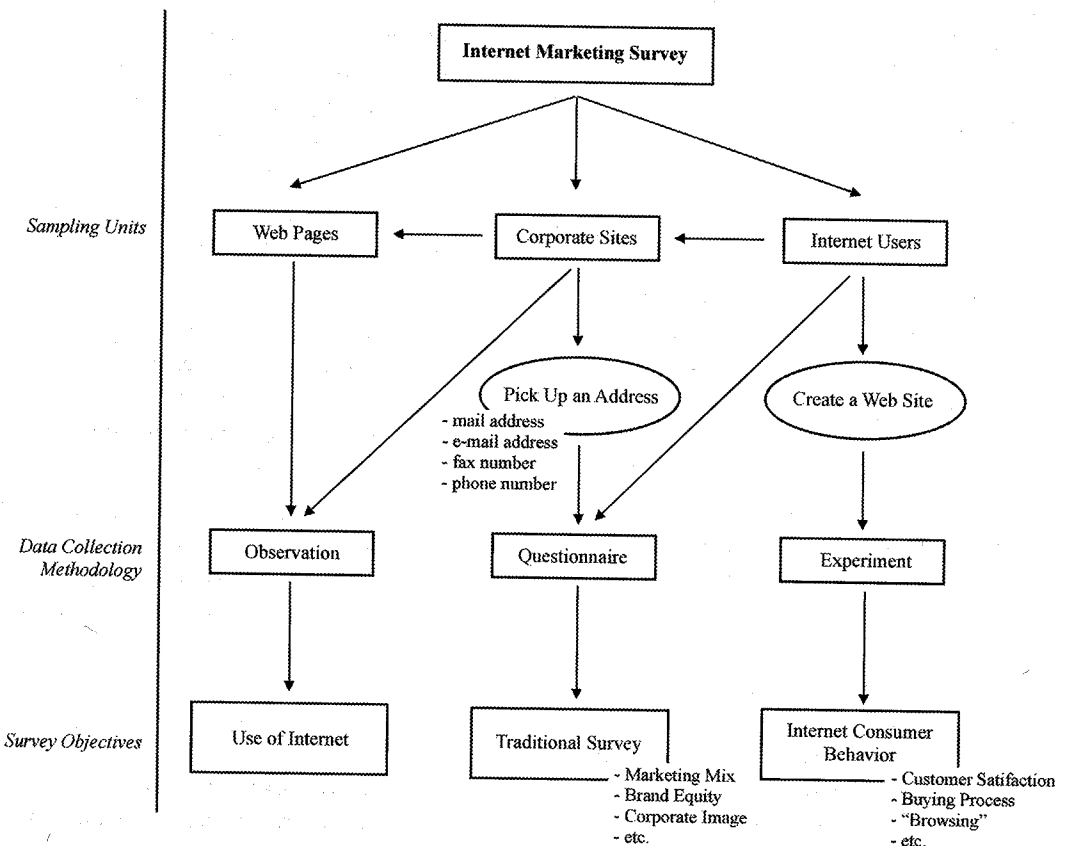 Internet Marketing Survey
Sampling Units
Web Pages
Corporate Sites
Internet Users
Pick Up an Address
- mail address
- e-mail address
- fax number
- phone number
Create a Web Site
Data Collection
Methodology
Observation
Questionnaire
Experiment
Survey Objectives
Use of Internet
Traditional Survey
- Marketing Mix
- Brand Equity
- Corporate Image
- etc.
Internet Consumer
Behavior
- Customer Satifaction
- Buying Process
- "Browsing"
- etc.